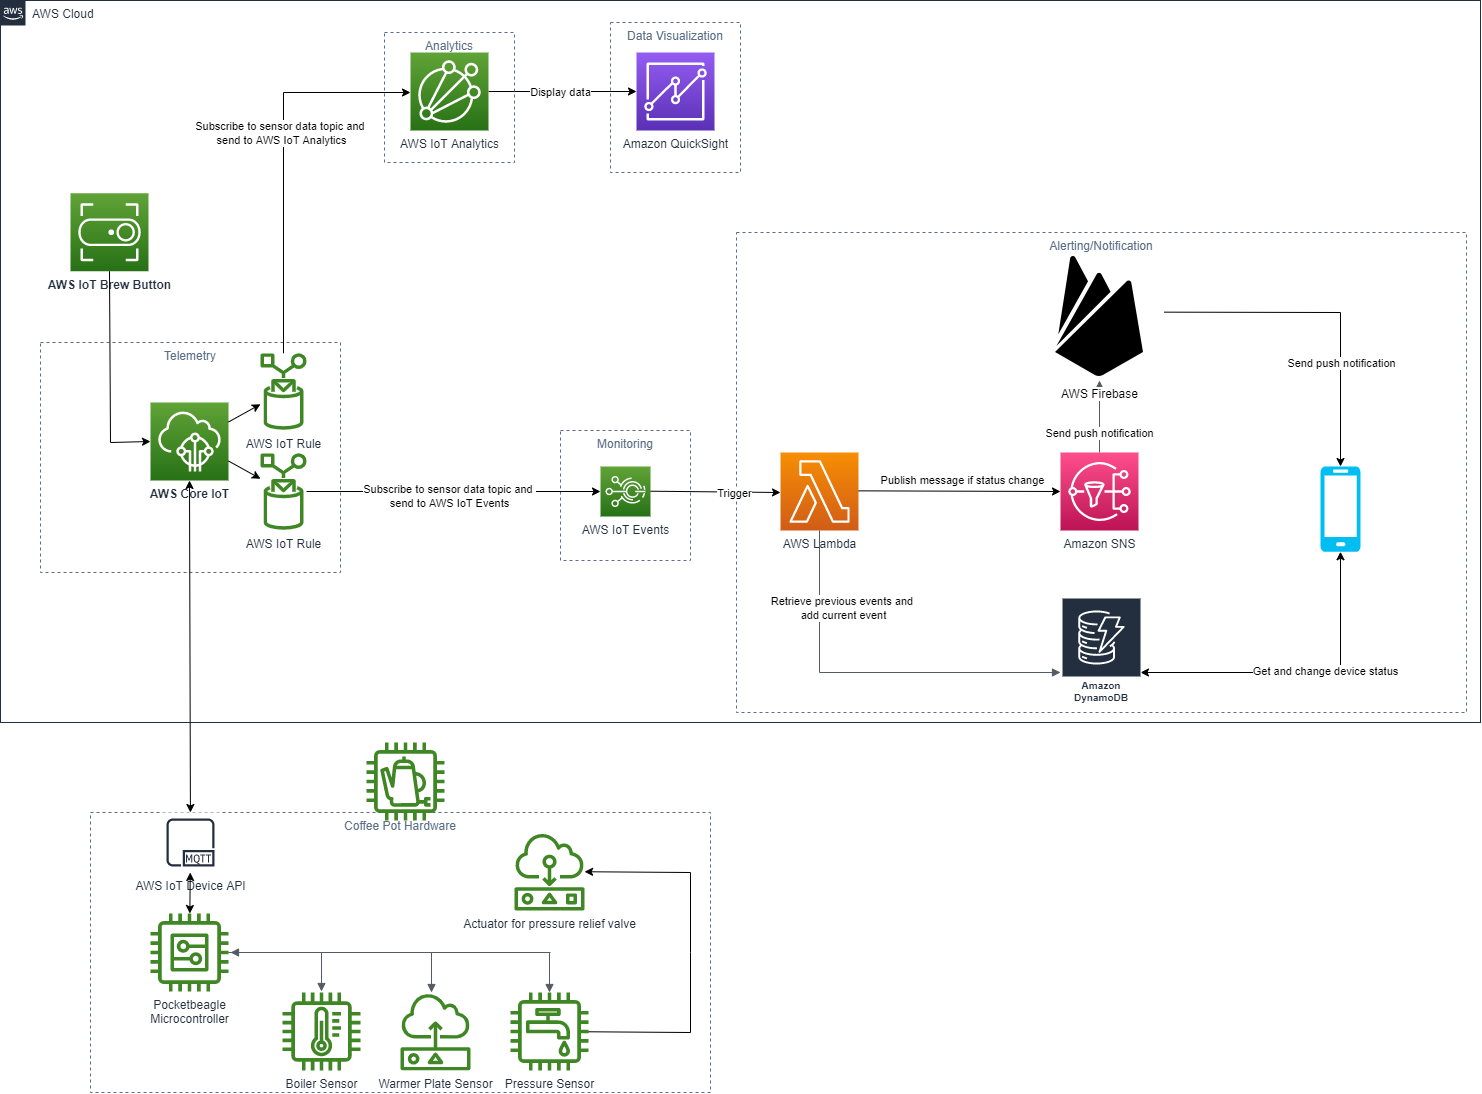 aws
AWS Cloud
Analytics
AWS IoT Analytics
Data Visualization
Amazon QuickSight
Display data
Subscribe to sensor data topic and
send to AWS IoT Analytics
AWS IoT Brew Button
Telemetry
AWS Core IoT
AWS IoT Rule
AWS IoT Rule
Subscribe to sensor data topic and
send to AWS IoT Events
Monitoring
AWS IoT Events
Trigger
Alerting/Notification
AWS Firebase
Send push notification
Send push notification
AWS Lambda
Publish message if status change
Amazon SNS
Retrieve previous events and
add current event
Amazon
DynamoDB
Get and change device status
Coffee Pot Hardware
MQTT
AWS IoT Device API
Actuator for pressure relief valve
Pocketbeagle
Microcontroller
Boiler Sensor
Warmer Plate Sensor
Pressure Sensor